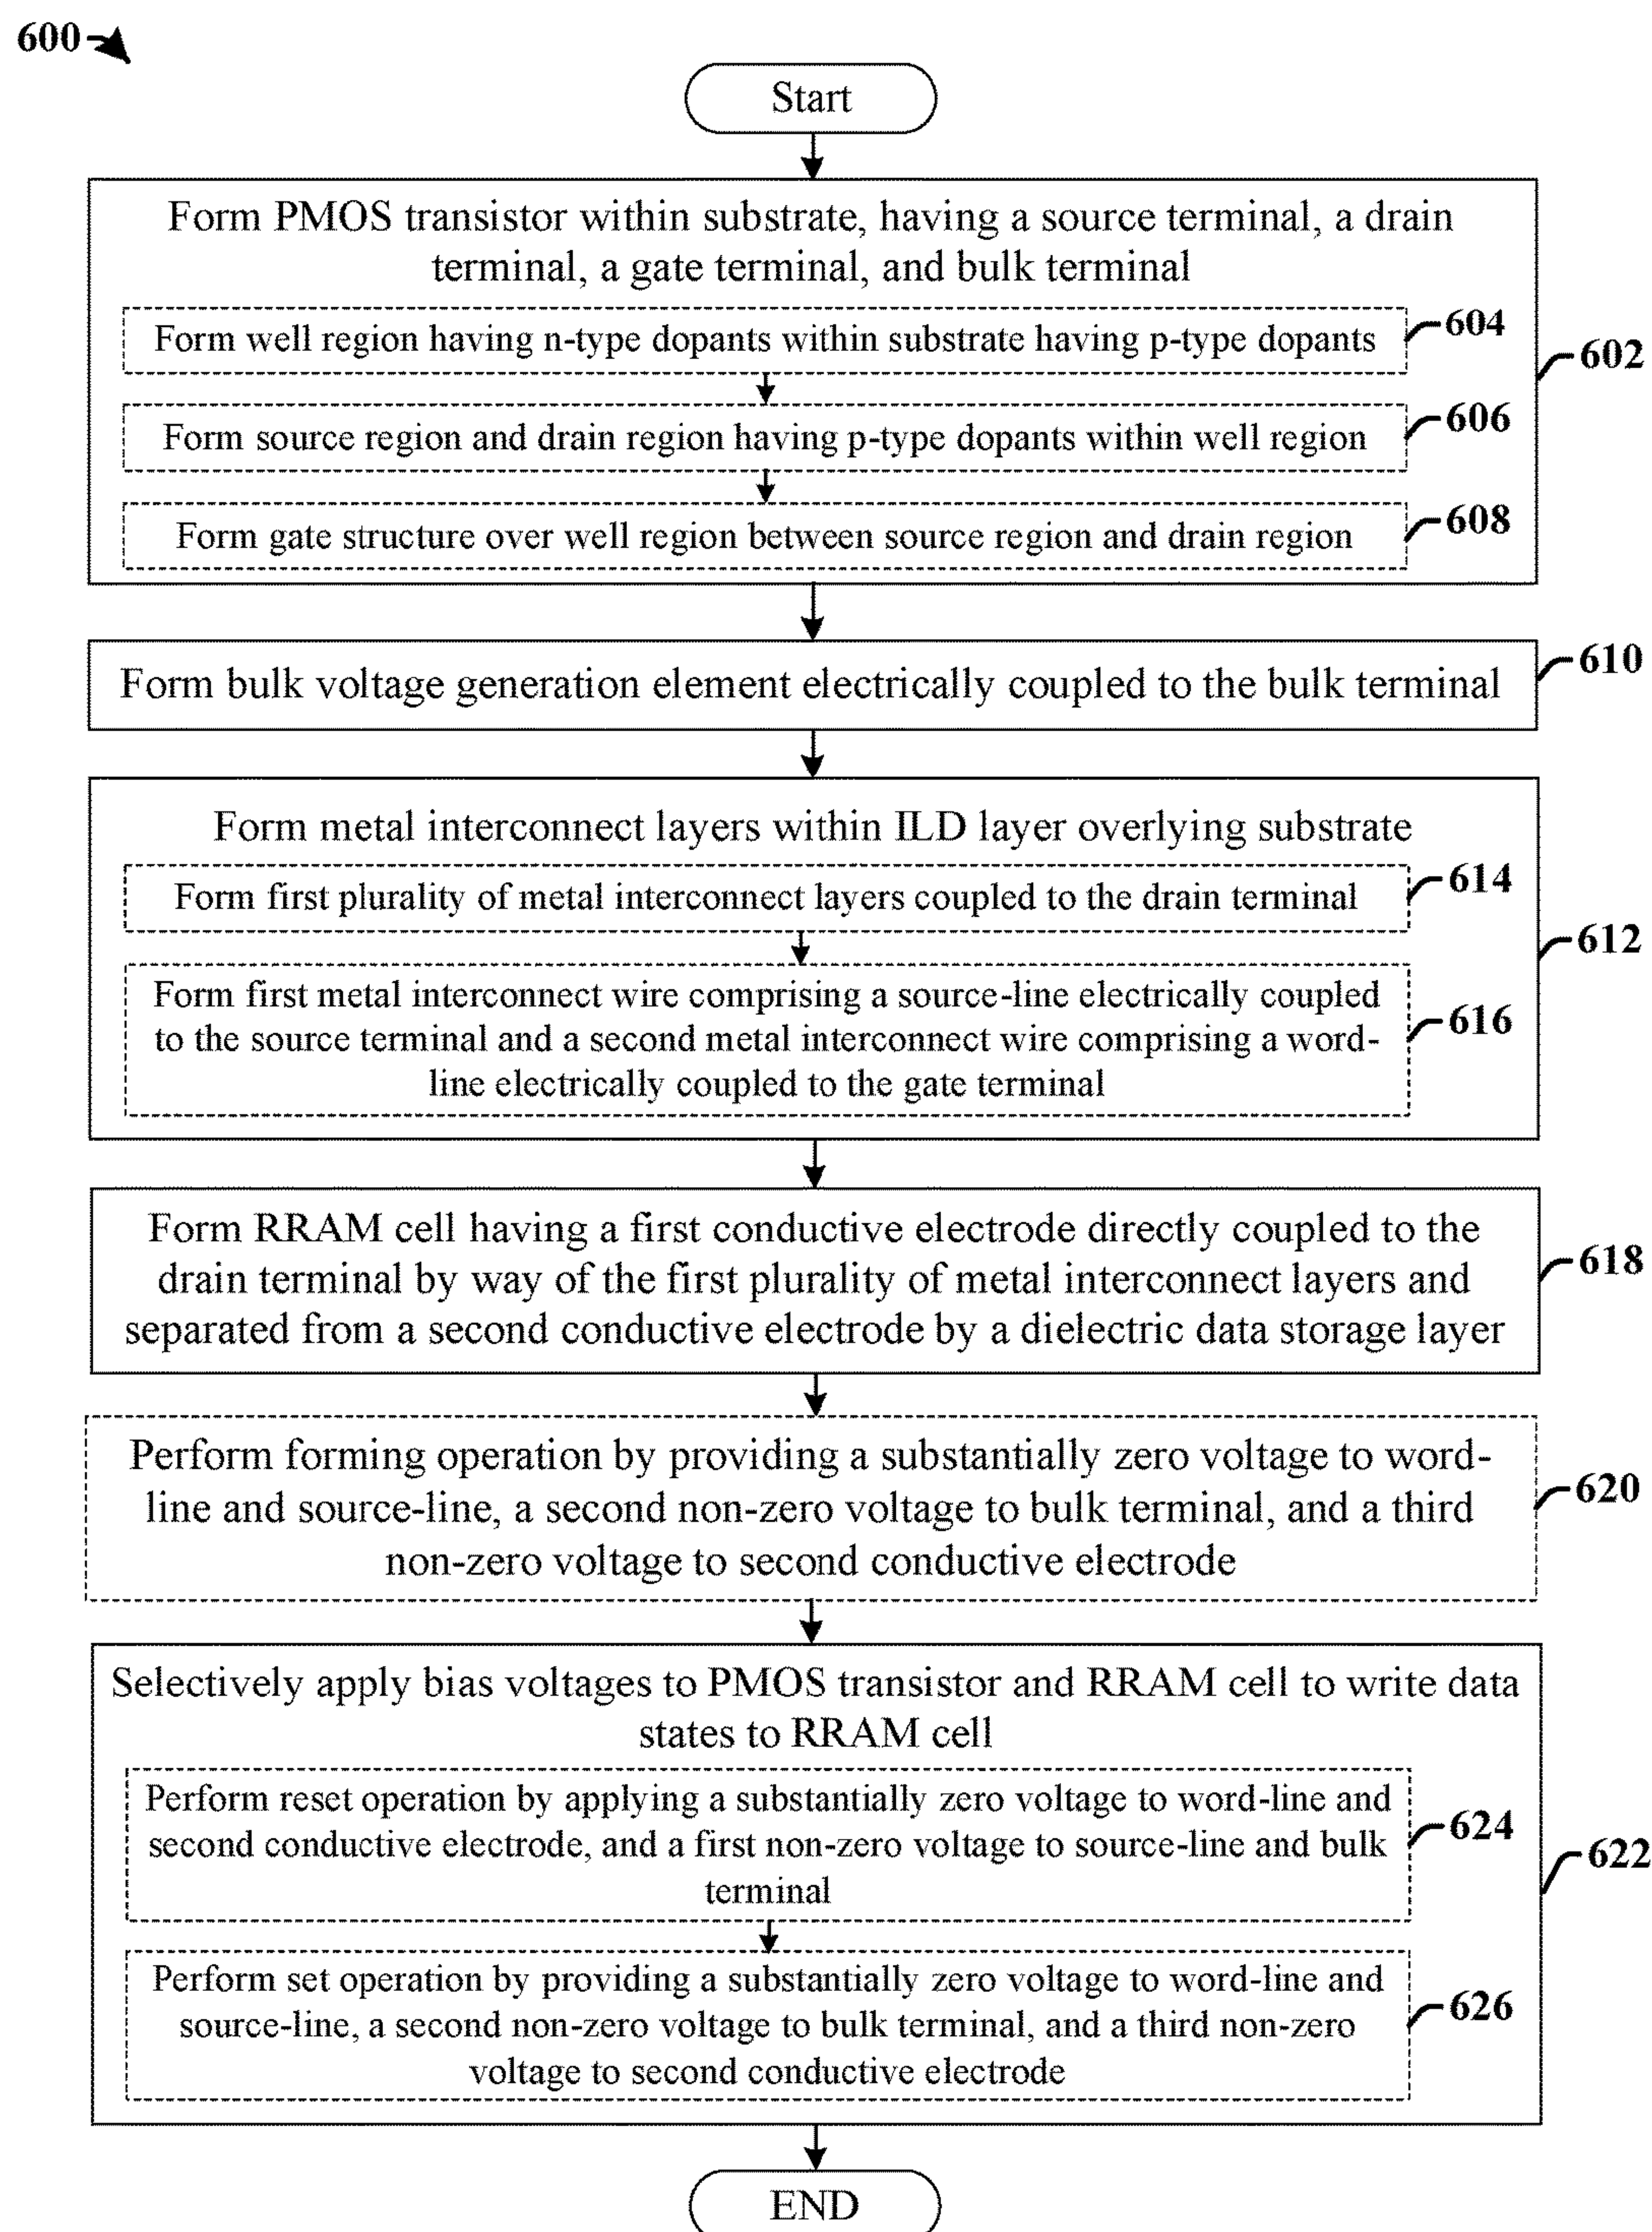 600
Start
Form PMOS transistor within substrate, having a source terminal, a drain
terminal, a gate terminal, and bulk terminal
Form well region having n-type dopants within substrate having p-type dopants
604
602
Form source region and drain region having p-type dopants within well region
606
Form gate structure over well region between source region and drain region
608
Form bulk voltage generation element electrically coupled to the bulk terminal
610
Form metal interconnect layers within ILD layer overlying substrate
Form first plurality of metal interconnect layers coupled to the drain terminal
614
612
Form first metal interconnect wire comprising a source-line electrically coupled
to the source terminal and a second metal interconnect wire comprising a word-
line electrically coupled to the gate terminal
616
Form RRAM cell having a first conductive electrode directly coupled to the
drain terminal by way of the first plurality of metal interconnect layers and
separated from a second conductive electrode by a dielectric data storage layer
618
Perform forming operation by providing a substantially zero voltage to word-
line and source-line, a second non-zero voltage to bulk terminal, and a third
non-zero voltage to second conductive electrode
620
Selectively apply bias voltages to PMOS transistor and RRAM cell to write data
states to RRAM cell
Perform reset operation by applying a substantially zero voltage to word-line and
second conductive electrode, and a first non-zero voltage to source-line and bulk
terminal
624
622
Perform set operation by providing a substantially zero voltage to word-line and
source-line, a second non-zero voltage to bulk terminal, and a third non-zero
voltage to second conductive electrode
626
END